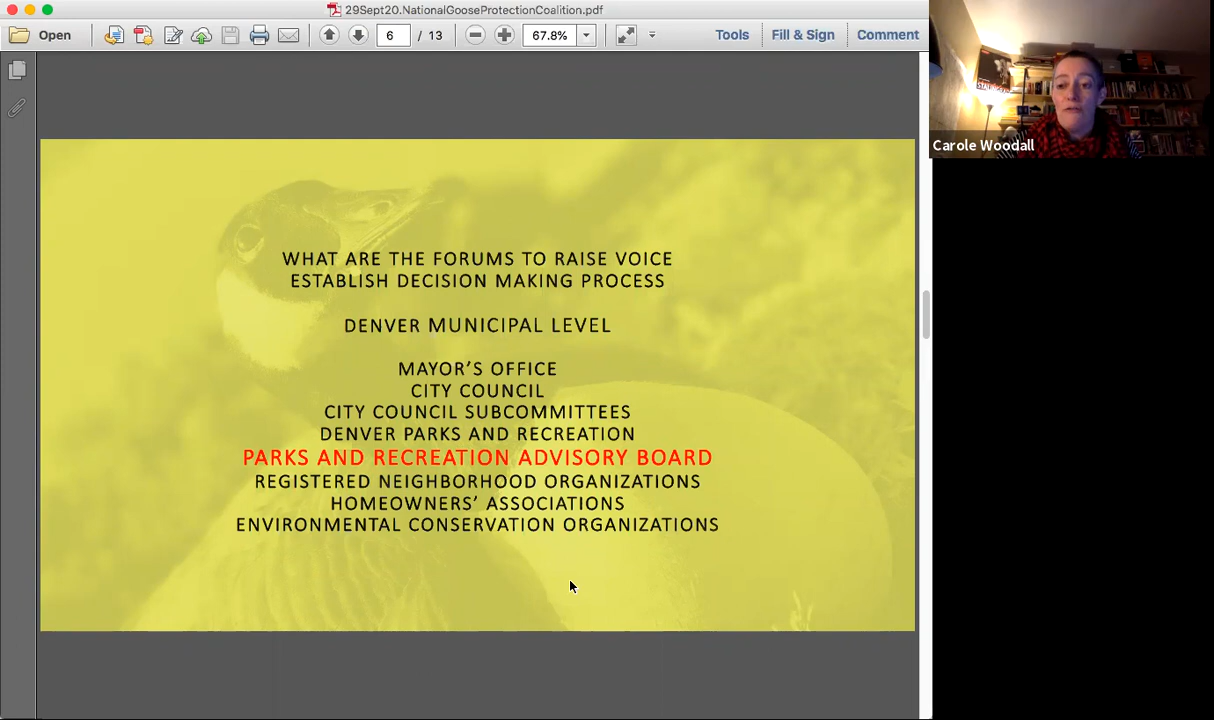 29Sept20.NationalGooseProtectionCoalition.pdf
Open
6 / 13
67.8%
Tools
Fill & Sign
Comment
Carole Woodall
WHAT ARE THE FORUMS TO RAISE VOICE
ESTABLISH DECISION MAKING PROCESS
DENVER MUNICIPAL LEVEL
MAYOR’S OFFICE
CITY COUNCIL
CITY COUNCIL SUBCOMMITTEES
DENVER PARKS AND RECREATION
PARKS AND RECREATION ADVISORY BOARD
REGISTERED NEIGHBORHOOD ORGANIZATIONS
HOMEOWNERS’ ASSOCIATIONS
ENVIRONMENTAL CONSERVATION ORGANIZATIONS